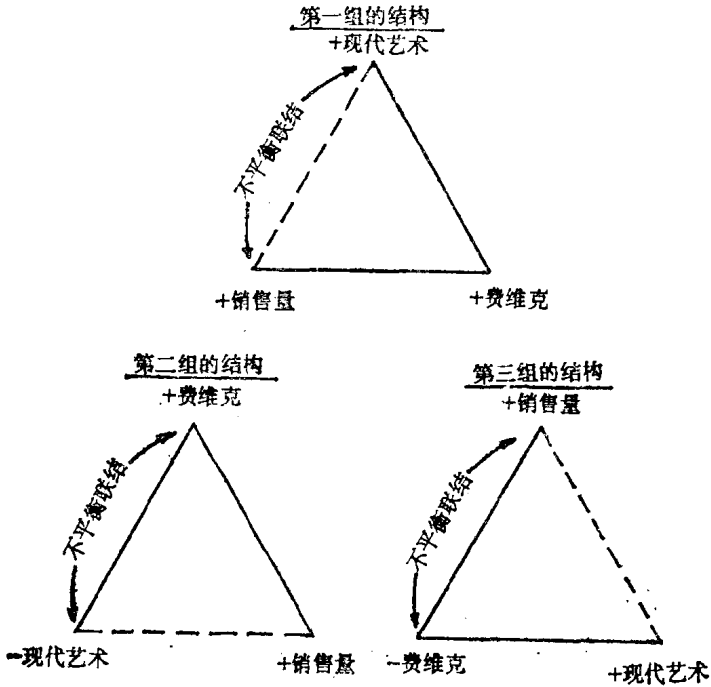 第一组的结构
+现代艺术
不平衡联结
+销售量
+费维克
第二组的结构
+费维克
不平衡联结
-现代艺术
+销售量
第三组的结构
+销售量
不平衡联结
-费维克
+现代艺术